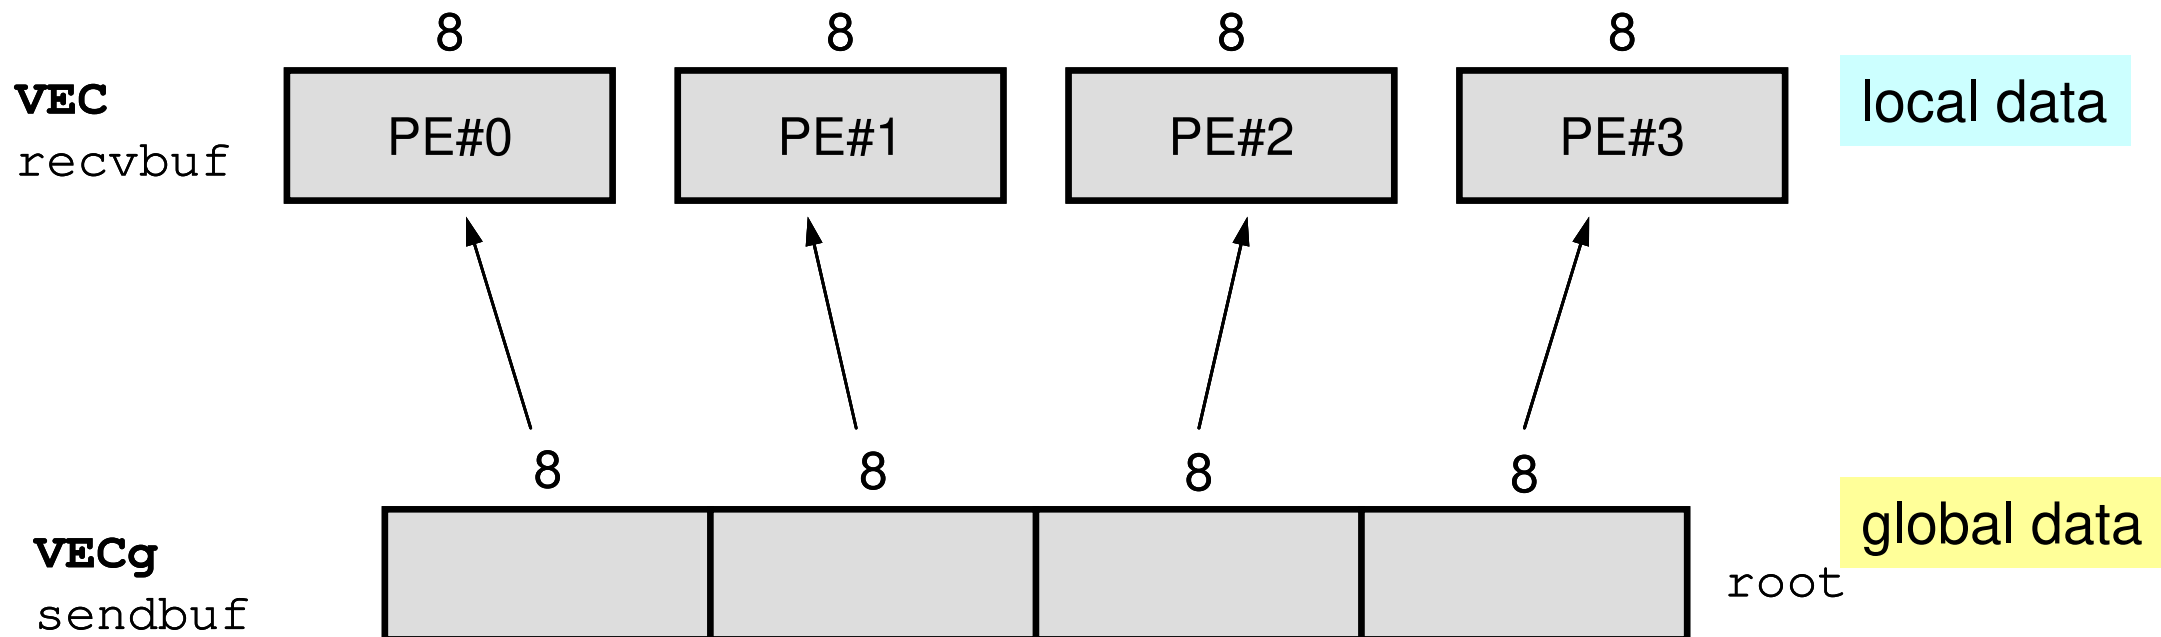 8 8 8 8
VEC
recvbuf
PE#0 PE#1 PE#2 PE#3
local data
8 8 8 8
VECg
sendbuf
root
global data